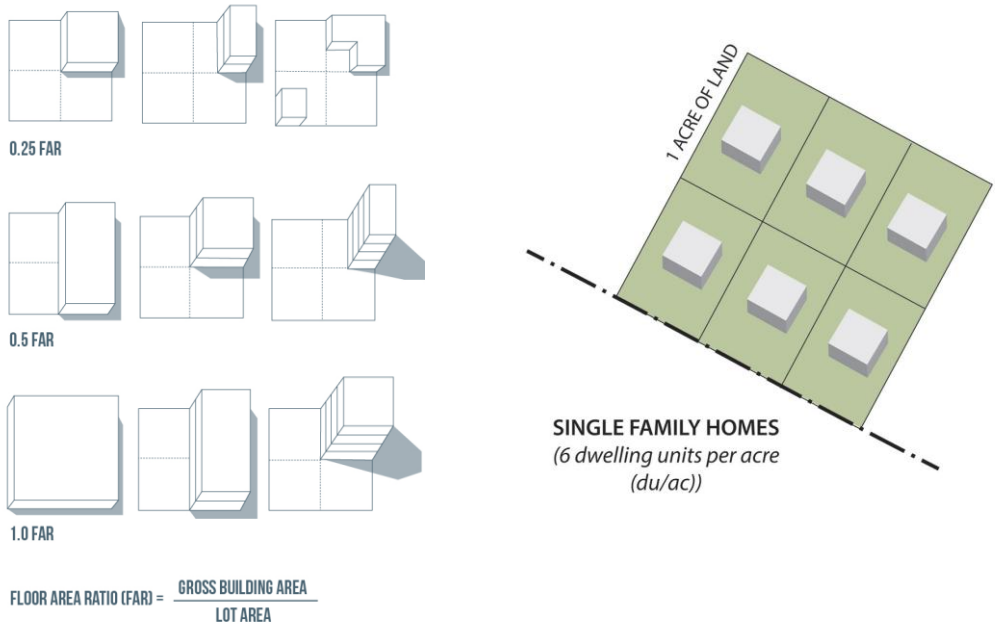 0.25 FAR
0.5 FAR
1.0 FAR
FLOOR AREA RATIO (FAR) = GROSS BUILDING AREA
LOT AREA
1 ACRE OF LAND
SINGLE FAMILY HOMES
(6 dwelling units per acre
(du/ac))